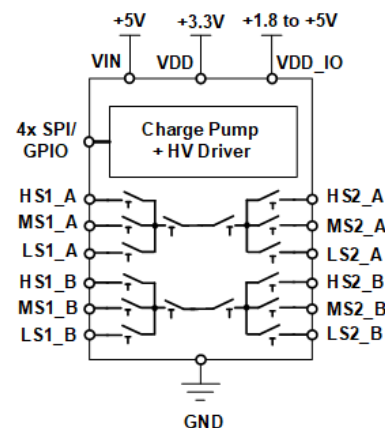 +5V +3.3V +1.8 to +5V
VIN VDD VDD_IO
4x SPI/
GPIO
Charge Pump
+ HV Driver
HS1_A HS2_A
MS1_A MS2_A
LS1_A LS2_A
HS1_B HS2_B
MS1_B MS2_B
LS1_B LS2_B
GND